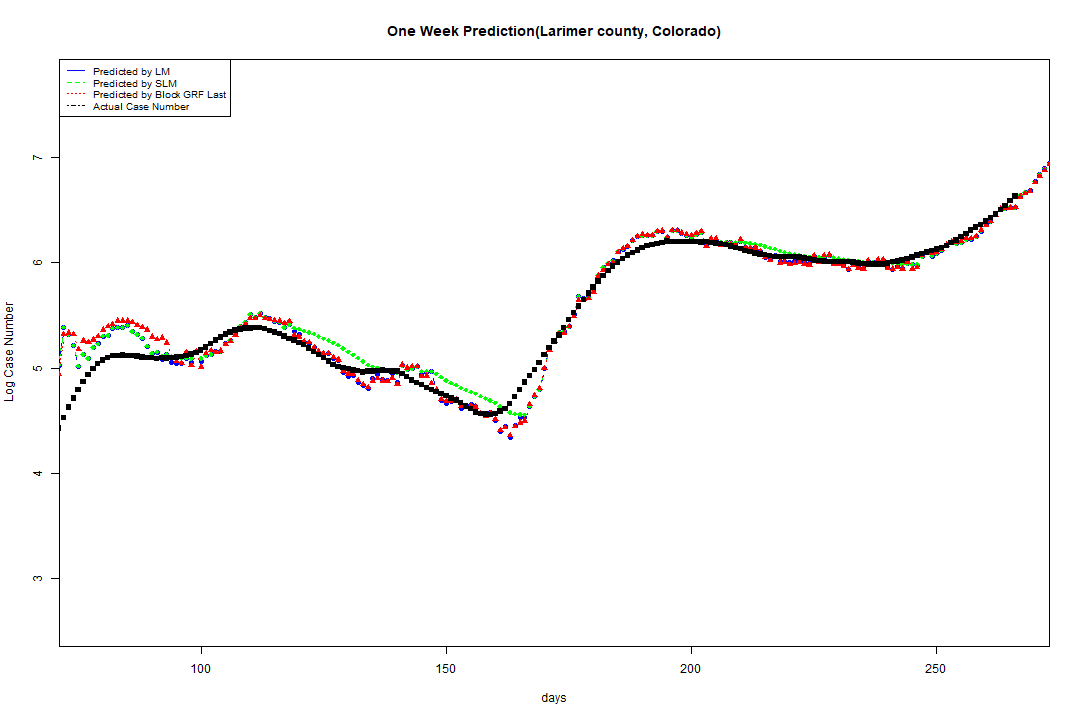 One Week Prediction(Larimer county, Colorado)
Predicted by LM
Predicted by SLM
Predicted by Block GRF Last
Actual Case Number
7
6
5
4
3
Log Case Number
100 150 200 250
days